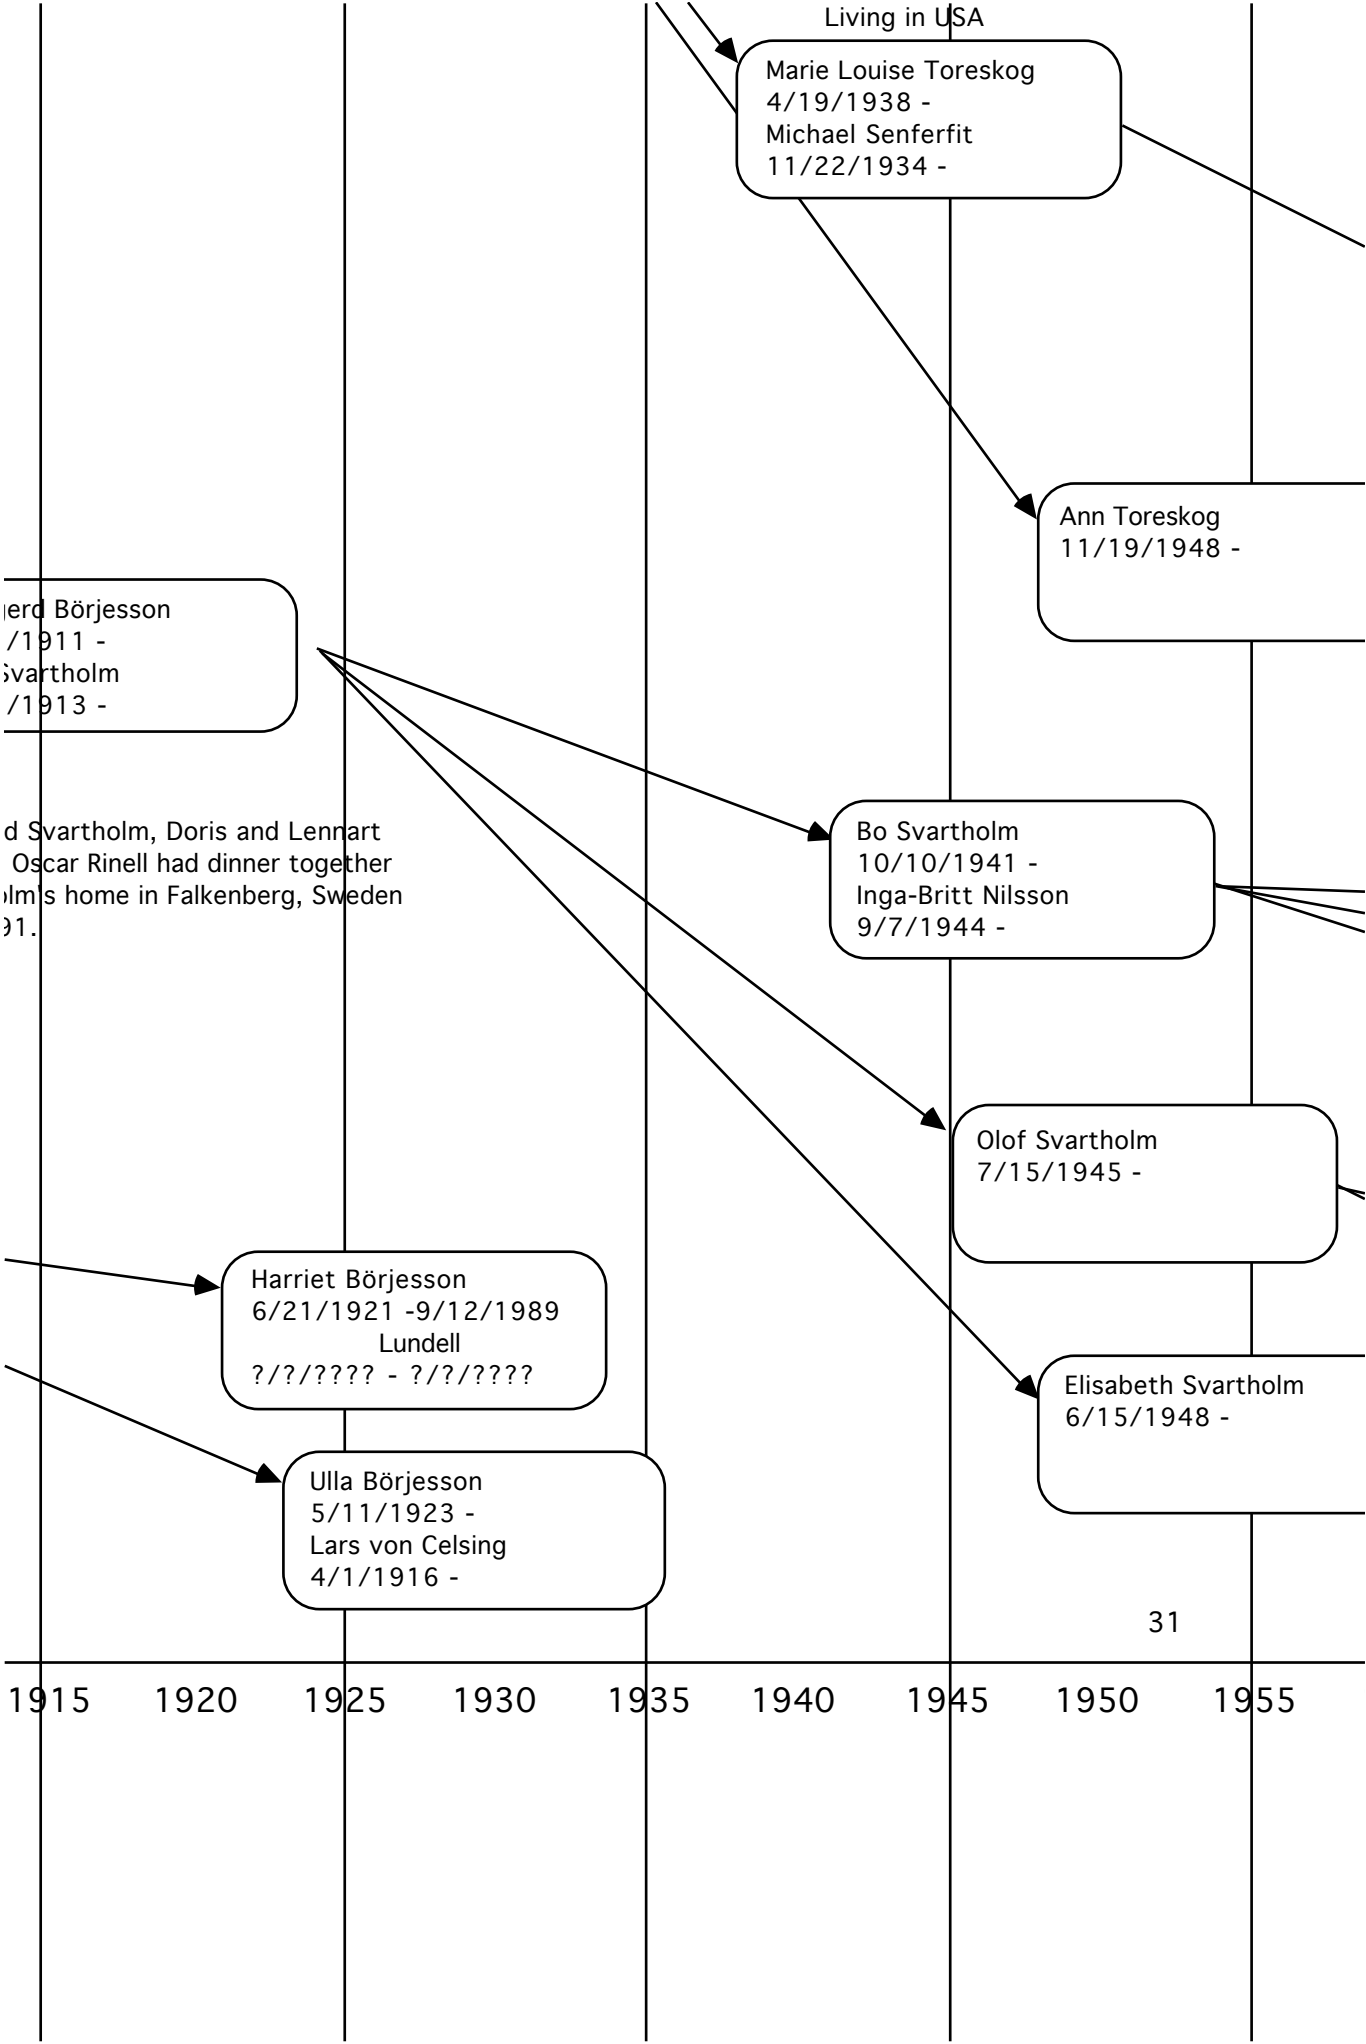 Living in USA
Marie Louise Toreskog
4/19/1938 -
Michael Senferfit
11/22/1934 -
Ann Toreskog
11/19/1948 -
Börjesson
/1911 -
Svartholm
/1913 -
d Svartholm, Doris and Lennart
Oscar Rinell had dinner together
olm's home in Falkenberg, Sweden
91.
Bo Svartholm
10/10/1941 -
Inga-Britt Nilsson
9/7/1944 -
Olof Svartholm
7/15/1945 -
Harriet Börjesson
6/21/1921 -9/12/1989
Lundell
?/?/???? - ?/?/????
Elisabeth Svartholm
6/15/1948 -
Ulla Börjesson
5/11/1923 -
Lars von Celsing
4/1/1916 -
31
1915 1920 1925 1930 1935 1940 1945 1950 1955